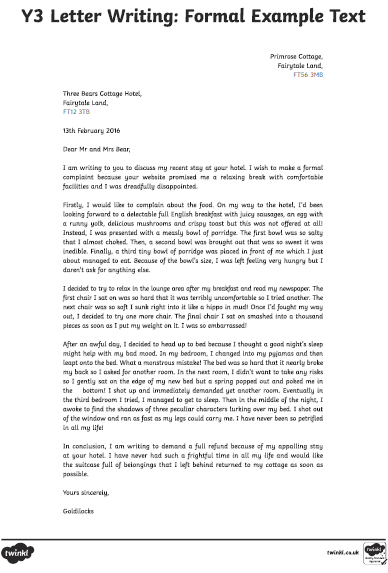 Y3 Letter Writing: Formal Example Text
Primrose Cottage,
Fairytale Land,
FT56 3MB
Three Bears Cottage Hotel,
Fairytale Land,
FT12 3TB
13th February 2016
Dear Mr and Mrs Bear,
I am writing to you to discuss my recent stay at your hotel. I wish to make a formal
complaint because your website promised me a relaxing break with comfortable
facilities and I was dreadfully disappointed.
Firstly, I would like to complain about the food. On my way to the hotel, I'd been
looking forward to a delectable full English breakfast with juicy sausages, an egg with
a runny yolk, delicious mushrooms and crispy toast but this was not offered at all!
Instead, I was presented with a measly bowl of porridge. The first bowl was so salty
that I almost choked. Then, a second bowl was brought out that was so sweet it was
inedible. Finally, a third tiny bowl of porridge was placed in front of me which I just
about managed to eat. Because of the bowl's size, I was left feeling very hungry but I
daren't ask for anything else.
I decided to try to relax in the lounge area after my breakfast and read my newspaper. The
first chair I sat on was so hard that it was terribly uncomfortable so I tried another. The
next chair was so soft I sunk right into it like a hippo in mud! Once I'd fought my way
out, I decided to try one more chair. The final chair I sat on smashed into a thousand
pieces as soon as I put my weight on it. I was so embarrassed!
After an awful day, I decided to head up to bed because I thought a good night's sleep
might help with my bad mood. In my bedroom, I changed into my pyjamas and then
leapt onto the bed. What a monstrous mistake! The bed was so hard that it nearly broke
my back so I asked for another room. In the next room, I didn't want to take any risks
so I gently sat on the edge of my new bed but a spring popped out and poked me in
the bottom! I shot up and immediately demanded yet another room. Eventually in
the third bedroom I tried, I managed to get to sleep. Then in the middle of the night, I
awoke to find the shadows of three peculiar characters lurking over my bed. I shot out
of the window and ran as fast as my legs could carry me. I have never been so petrified
in all my life!
In conclusion, I am writing to demand a full refund because of my appalling stay
at your hotel. I have never had such a frightful time in all my life and would like
the suitcase full of belongings that I left behind returned to my cottage as soon as
possible.
Yours sincerely,
Goldilocks
twinkl
twinkl.co.uk